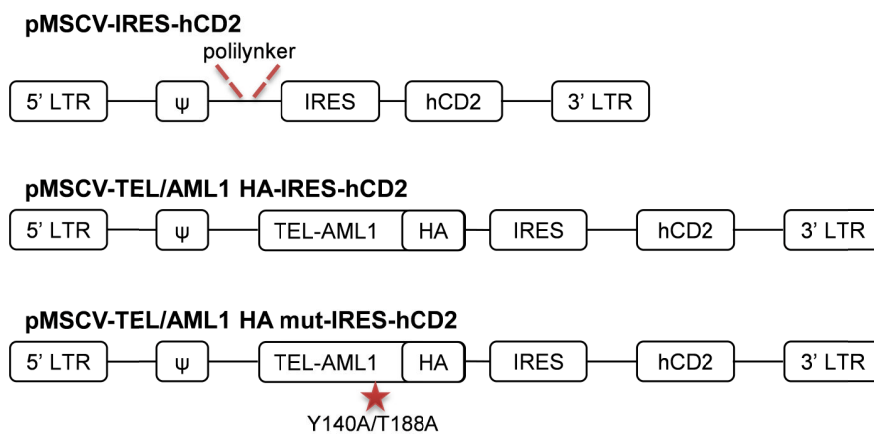 pMSCV-IRES-hCD2
polilynker
5' LTR ψ IRES hCD2 3' LTR
pMSCV-TEL/AML1 HA-IRES-hCD2
5' LTR ψ TEL-AML1 HA IRES hCD2 3' LTR
pMSCV-TEL/AML1 HA mut-IRES-hCD2
5' LTR ψ TEL-AML1 HA IRES hCD2 3' LTR
Y140A/T188A